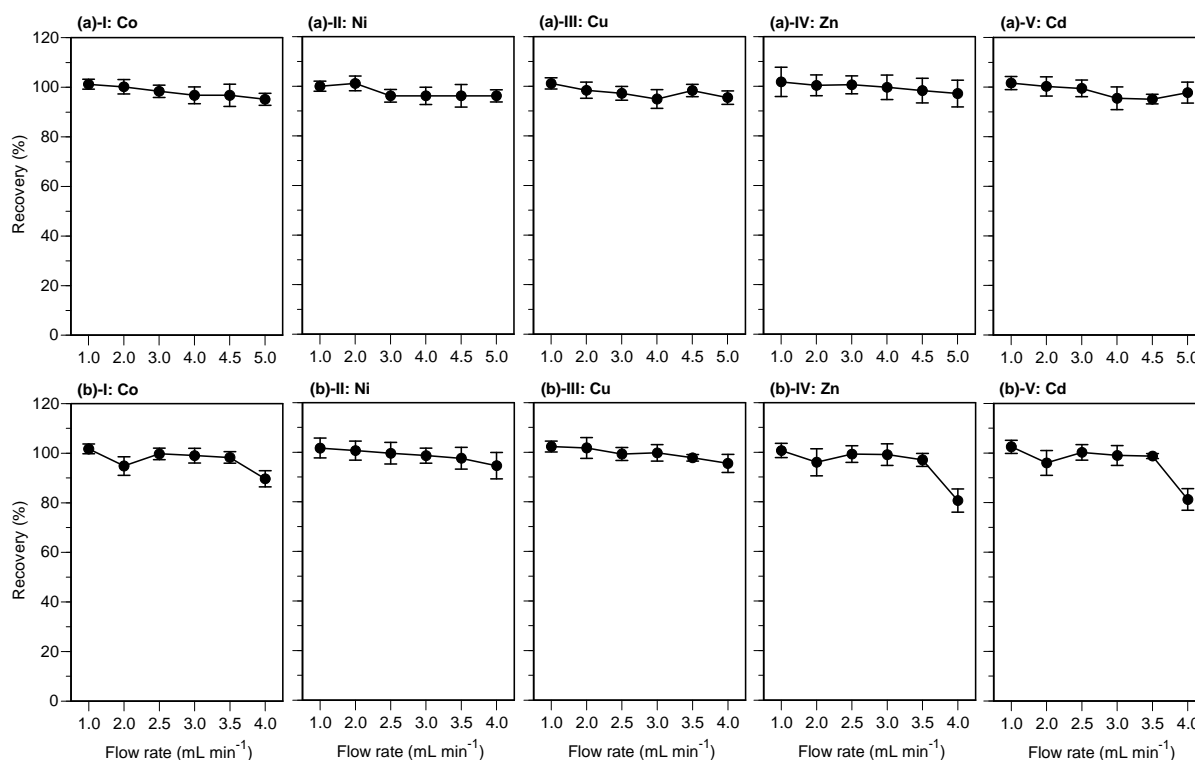 (a)-I: Co (a)-II: Ni (a)-III: Cu (a)-IV: Zn (a)-V: Cd
120
100
80
60
40
20
0
Recovery (%)
1.0 2.0 3.0 4.0 4.5 5.0 1.0 2.0 3.0 4.0 4.5 5.0 1.0 2.0 3.0 4.0 4.5 5.0 1.0 2.0 3.0 4.0 4.5 5.0 1.0 2.0 3.0 4.0 4.5 5.0
(b)-I: Co (b)-II: Ni (b)-III: Cu (b)-IV: Zn (b)-V: Cd
120
100
80
60
40
20
0
Recovery (%)
1.0 2.0 2.5 3.0 3.5 4.0 1.0 2.0 2.5 3.0 3.5 4.0 1.0 2.0 2.5 3.0 3.5 4.0 1.0 2.0 2.5 3.0 3.5 4.0 1.0 2.0 2.5 3.0 3.5 4.0
Flow rate (mL min⁻¹) Flow rate (mL min⁻¹) Flow rate (mL min⁻¹) Flow rate (mL min⁻¹) Flow rate (mL min⁻¹)